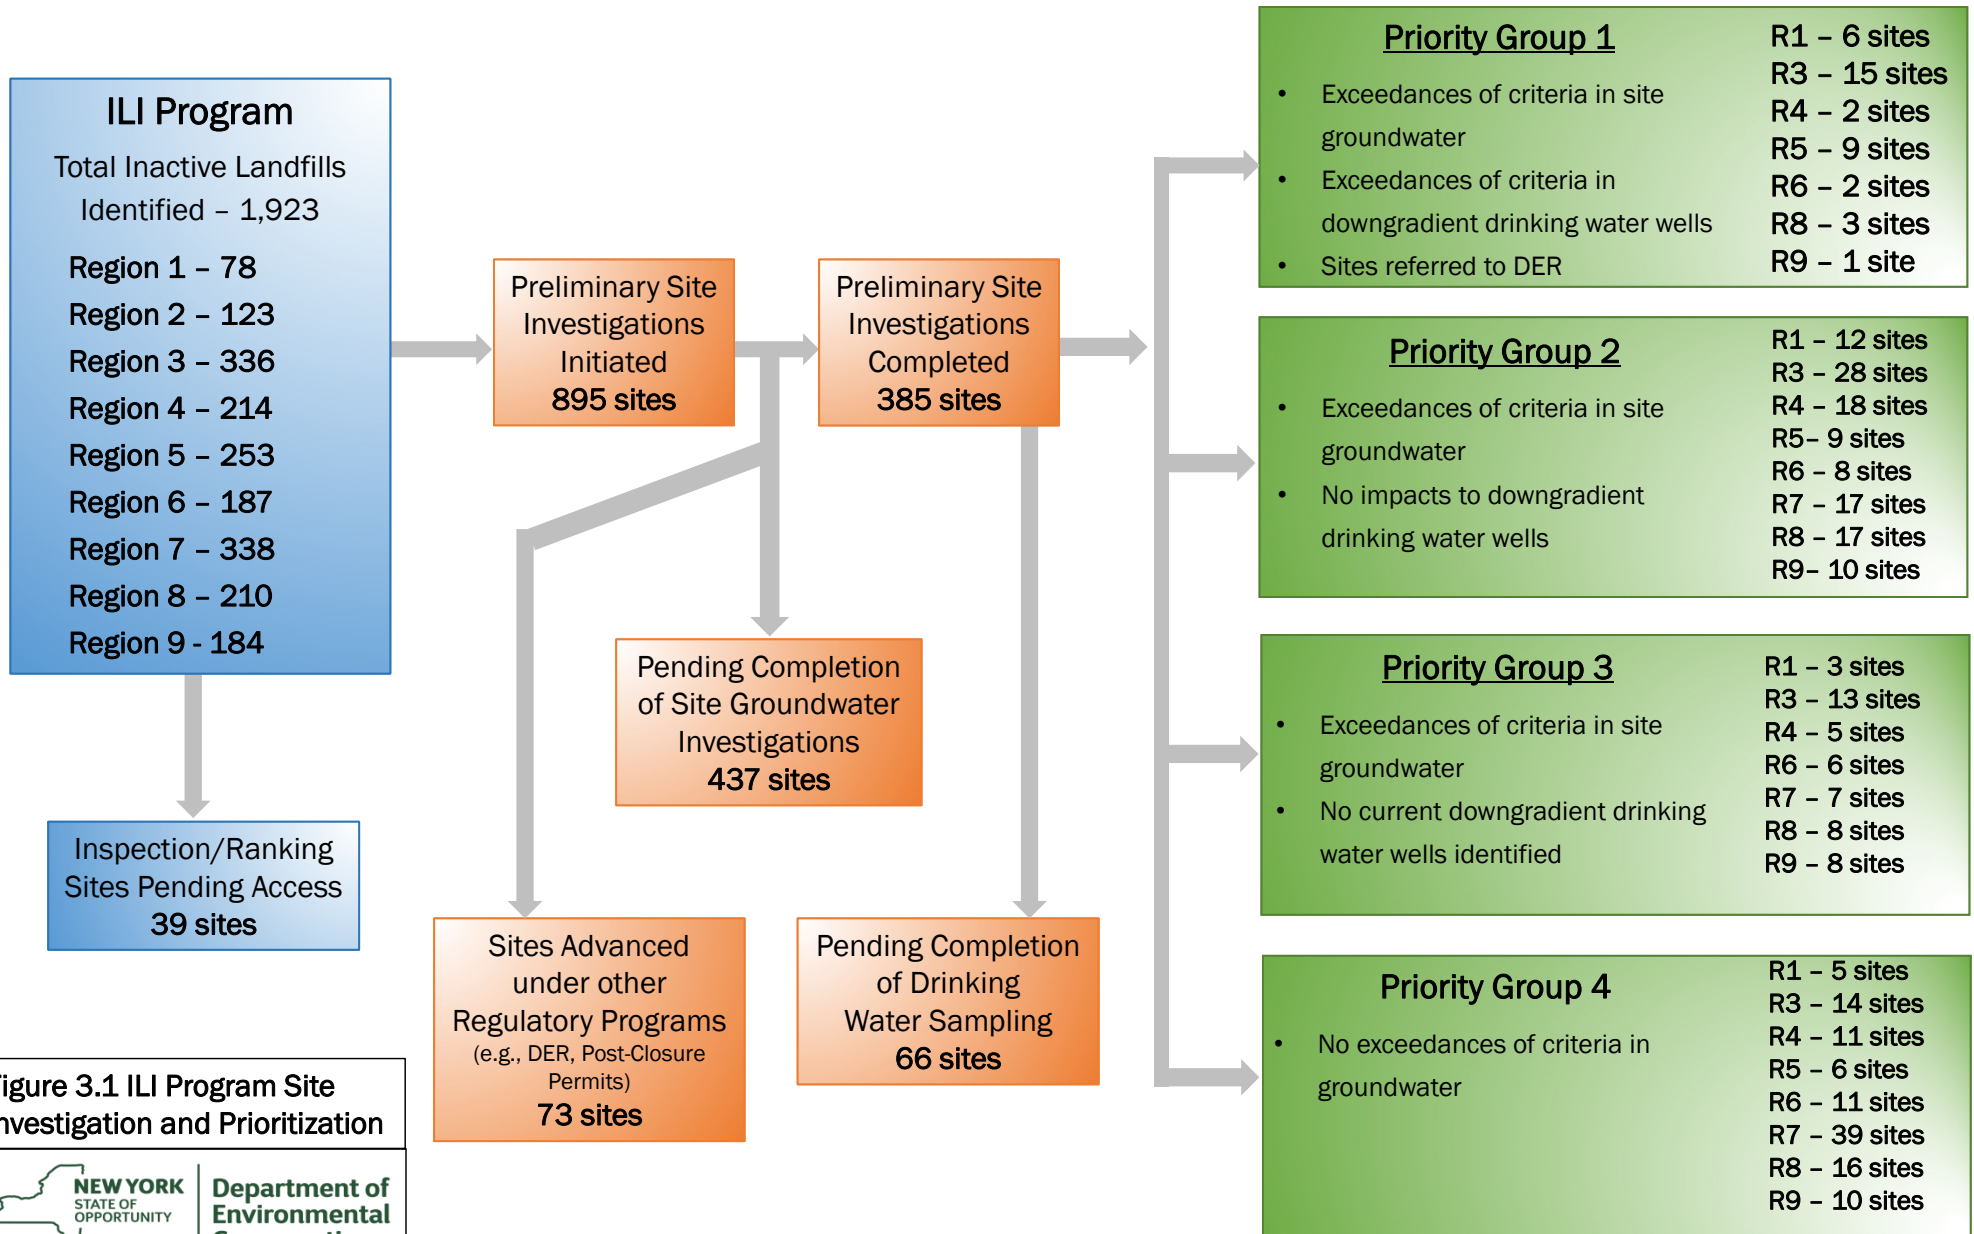 ILI Program
Total Inactive Landfills
Identified – 1,923
Region 1 – 78
Region 2 – 123
Region 3 – 336
Region 4 – 214
Region 5 – 253
Region 6 – 187
Region 7 – 338
Region 8 – 210
Region 9 - 184
Inspection/Ranking
Sites Pending Access
39 sites
Preliminary Site
Investigations
Initiated
895 sites
Preliminary Site
Investigations
Completed
385 sites
Pending Completion
of Site Groundwater
Investigations
437 sites
Sites Advanced
under other
Regulatory Programs
(e.g., DER, Post-Closure
Permits)
73 sites
Pending Completion
of Drinking
Water Sampling
66 sites
Priority Group 1
• Exceedances of criteria in site
groundwater
• Exceedances of criteria in
downgradient drinking water wells
• Sites referred to DER
R1 – 6 sites
R3 – 15 sites
R4 – 2 sites
R5 – 9 sites
R6 – 2 sites
R8 – 3 sites
R9 – 1 site
Priority Group 2
• Exceedances of criteria in site
groundwater
• No impacts to downgradient
drinking water wells
R1 – 12 sites
R3 – 28 sites
R4 – 18 sites
R5– 9 sites
R6 – 8 sites
R7 – 17 sites
R8 – 17 sites
R9– 10 sites
Priority Group 3
• Exceedances of criteria in site
groundwater
• No current downgradient drinking
water wells identified
R1 – 3 sites
R3 – 13 sites
R4 – 5 sites
R6 – 6 sites
R7 – 7 sites
R8 – 8 sites
R9 – 8 sites
Priority Group 4
• No exceedances of criteria in
groundwater
R1 – 5 sites
R3 – 14 sites
R4 – 11 sites
R5 – 6 sites
R6 – 11 sites
R7 – 39 sites
R8 – 16 sites
R9 – 10 sites
igure 3.1 ILI Program Site
nvestigation and Prioritization
NEW YORK
STATE OF
OPPORTUNITY
Department of
Environmental